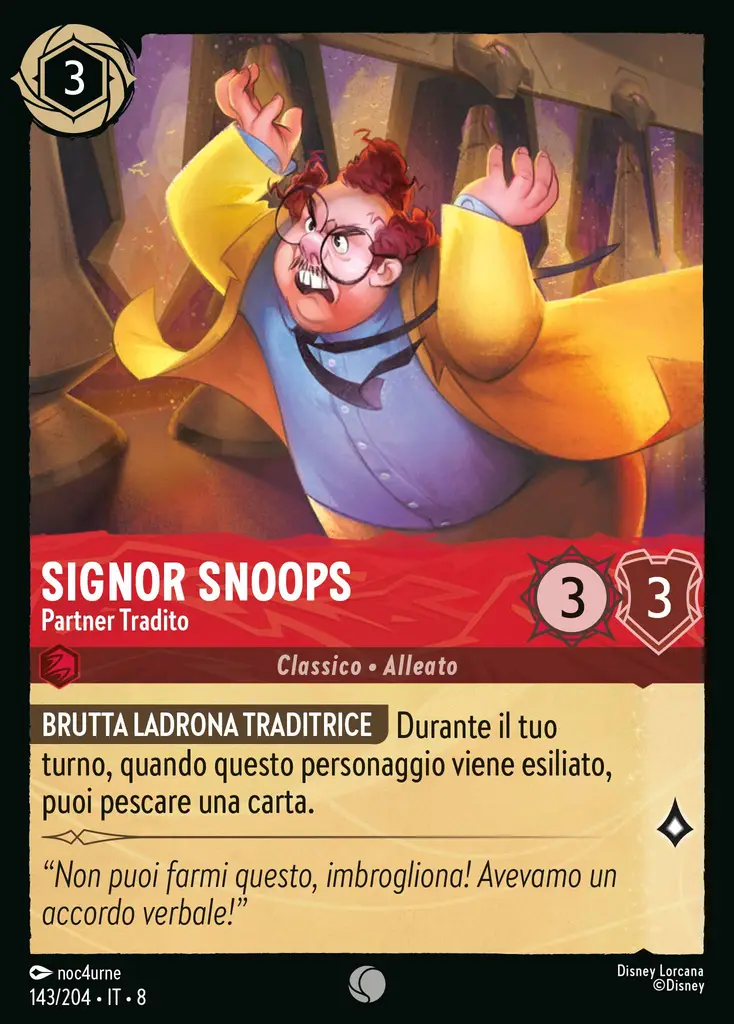 3
SIGNOR SNOOPS
Partner Tradito
3
3
Classico • Alleato
BRUTTA LADRONA TRADITRICE Durante il tuo
turno, quando questo personaggio viene esiliato,
puoi pescare una carta.
“Non puoi farmi questo, imbrogliona! Avevamo un
accordo verbale!”
noc4urne
143/204 • IT • 8
Disney Lorcana
©Disney